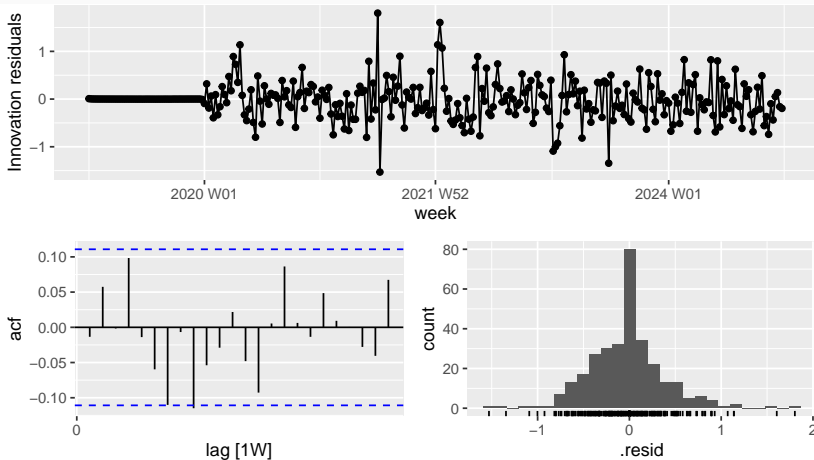 Innovation residuals
1
0
−1
2020 W01
2021 W52
2024 W01
week
acf
0.10
0.05
0.00
−0.05
−0.10
0
lag [1W]
count
80
60
40
20
0
−1
0
1
2
.resid